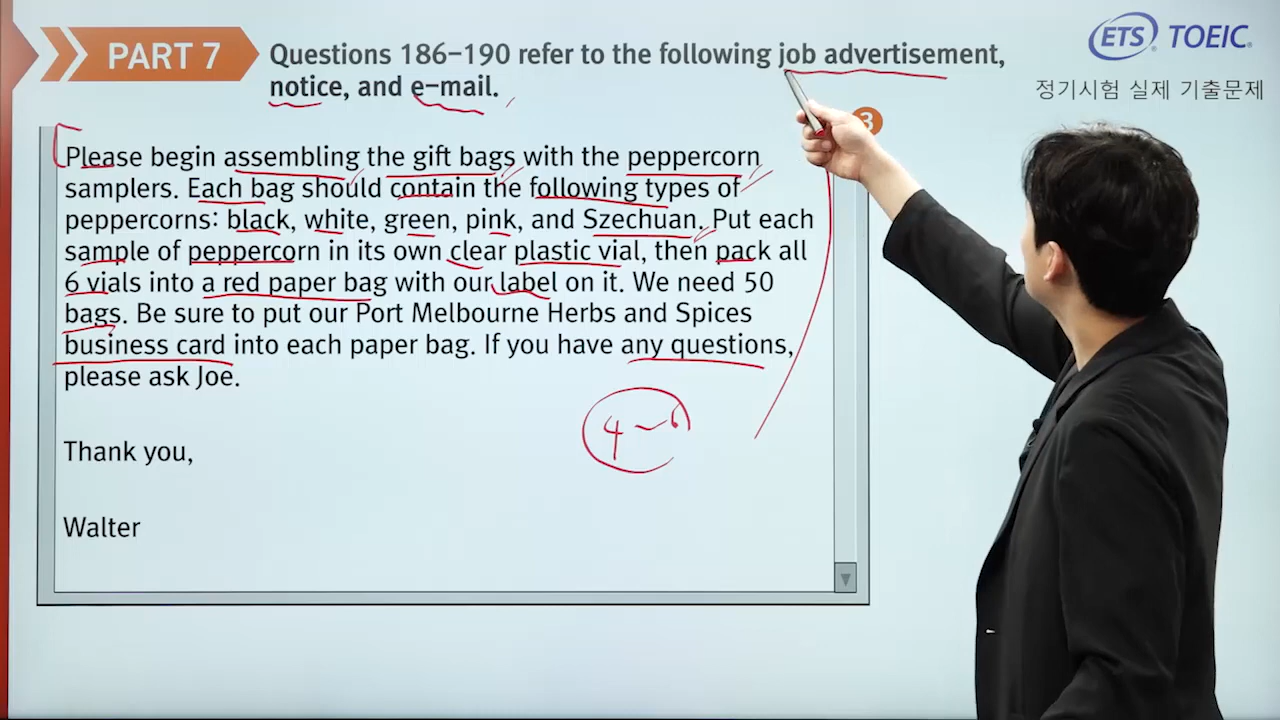 PART 7
Questions 186–190 refer to the following job advertisement,
notice, and e-mail.
ETS TOEIC
정기시험 실제 기출문제
3
Please begin assembling the gift bags with the peppercorn
samplers. Each bag should contain the following types of
peppercorns: black, white, green, pink, and Szechuan. Put each
sample of peppercorn in its own clear plastic vial, then pack all
6 vials into a red paper bag with our label on it. We need 50
bags. Be sure to put our Port Melbourne Herbs and Spices
business card into each paper bag. If you have any questions,
please ask Joe.
4~6
Thank you,
Walter